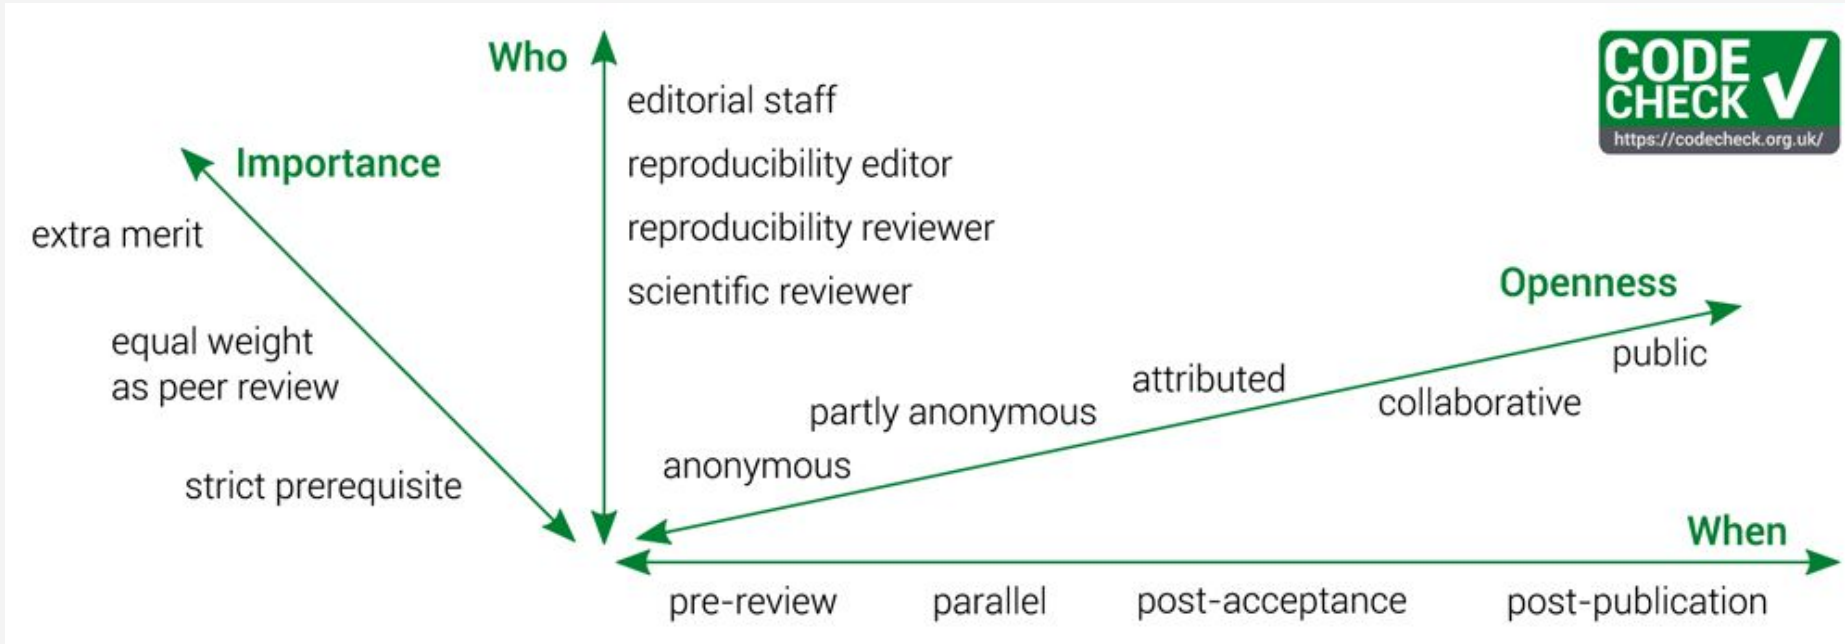 Who
editorial staff
reproducibility editor
reproducibility reviewer
scientific reviewer
Importance
extra merit
equal weight
as peer review
strict prerequisite
Openness
public
collaborative
attributed
partly anonymous
anonymous
When
pre-review
parallel
post-acceptance
post-publication
CODE
CHECK
https://codecheck.org.uk/